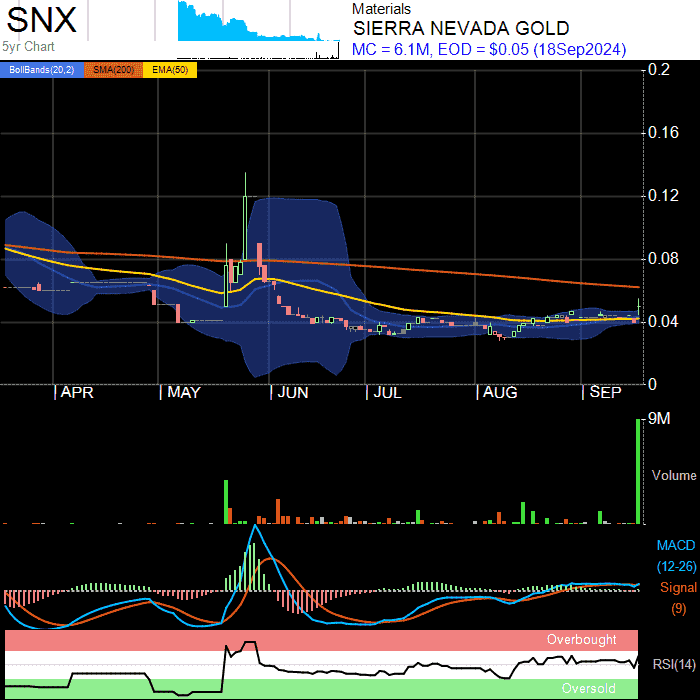 SNX
5yr Chart
Materials
SIERRA NEVADA GOLD
MC = 6.1M, EOD = $0.05 (18Sep2024)
BollBands(20,2) SMA(200) EMA(50)
0.2
0.16
0.12
0.08
0.04
0
APR MAY JUN JUL AUG SEP
9M
Volume
MACD
(12-26)
Signal
(9)
Overbought
RSI(14)
Oversold